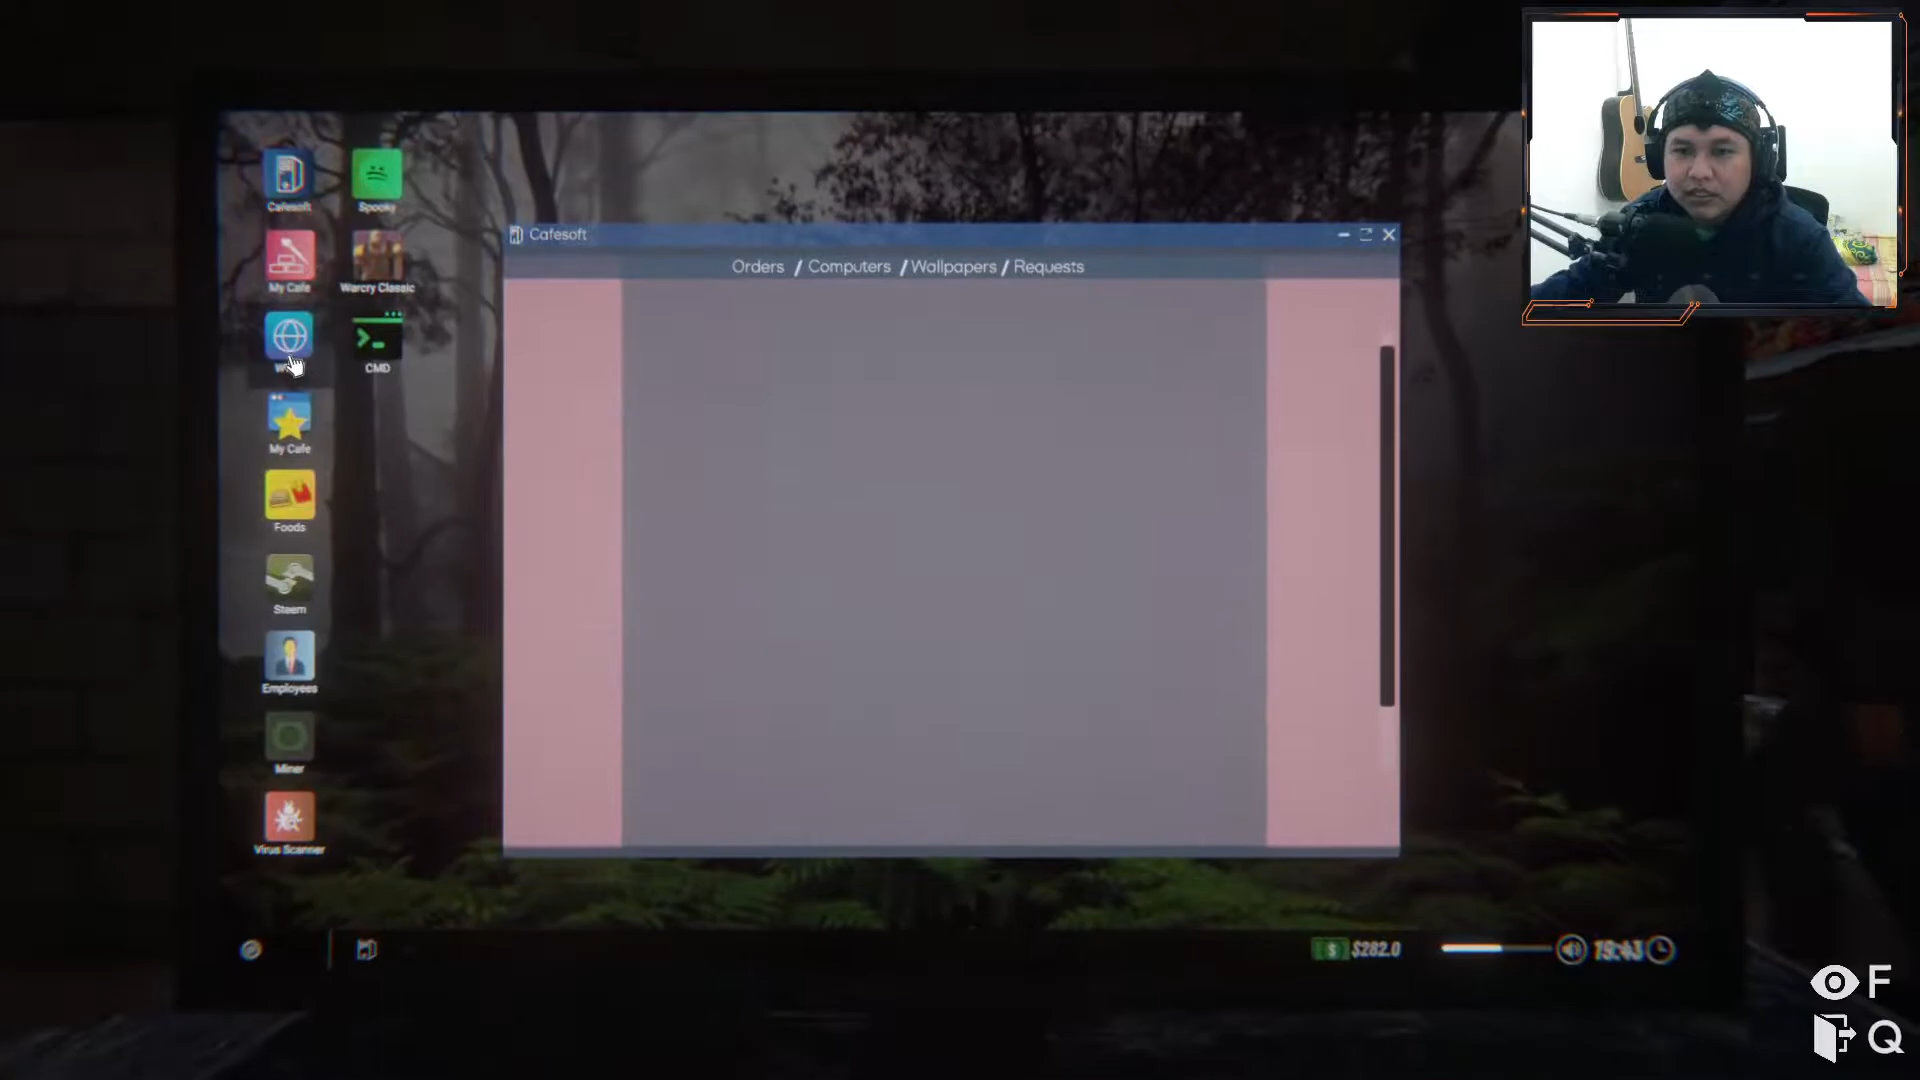 Cafesoft
Spooky
My Cafe
Warcry Classic
CMD
My Cafe
Foods
Steem
Employees
Miner
Virus Scanner
Cafesoft
Orders / Computers / Wallpapers / Requests
$282.0
F
Q